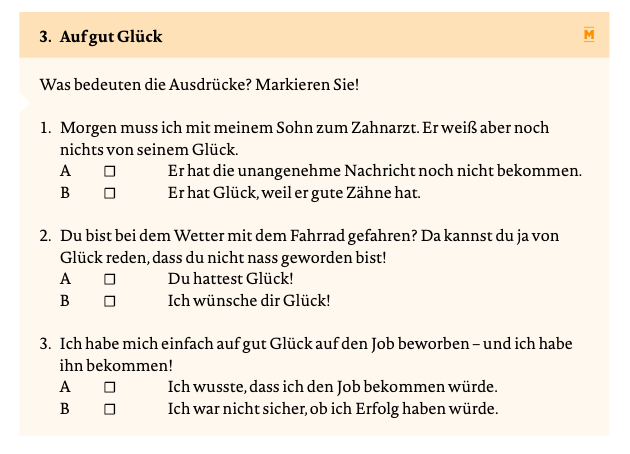 3. Auf gut Glück
M
Was bedeuten die Ausdrücke? Markieren Sie!
1. Morgen muss ich mit meinem Sohn zum Zahnarzt. Er weiß aber noch
nichts von seinem Glück.
A ☐ Er hat die unangenehme Nachricht noch nicht bekommen.
B ☐ Er hat Glück, weil er gute Zähne hat.
2. Du bist bei dem Wetter mit dem Fahrrad gefahren? Da kannst du ja von
Glück reden, dass du nicht nass geworden bist!
A ☐ Du hattest Glück!
B ☐ Ich wünsche dir Glück!
3. Ich habe mich einfach auf gut Glück auf den Job beworben – und ich habe
ihn bekommen!
A ☐ Ich wusste, dass ich den Job bekommen würde.
B ☐ Ich war nicht sicher, ob ich Erfolg haben würde.